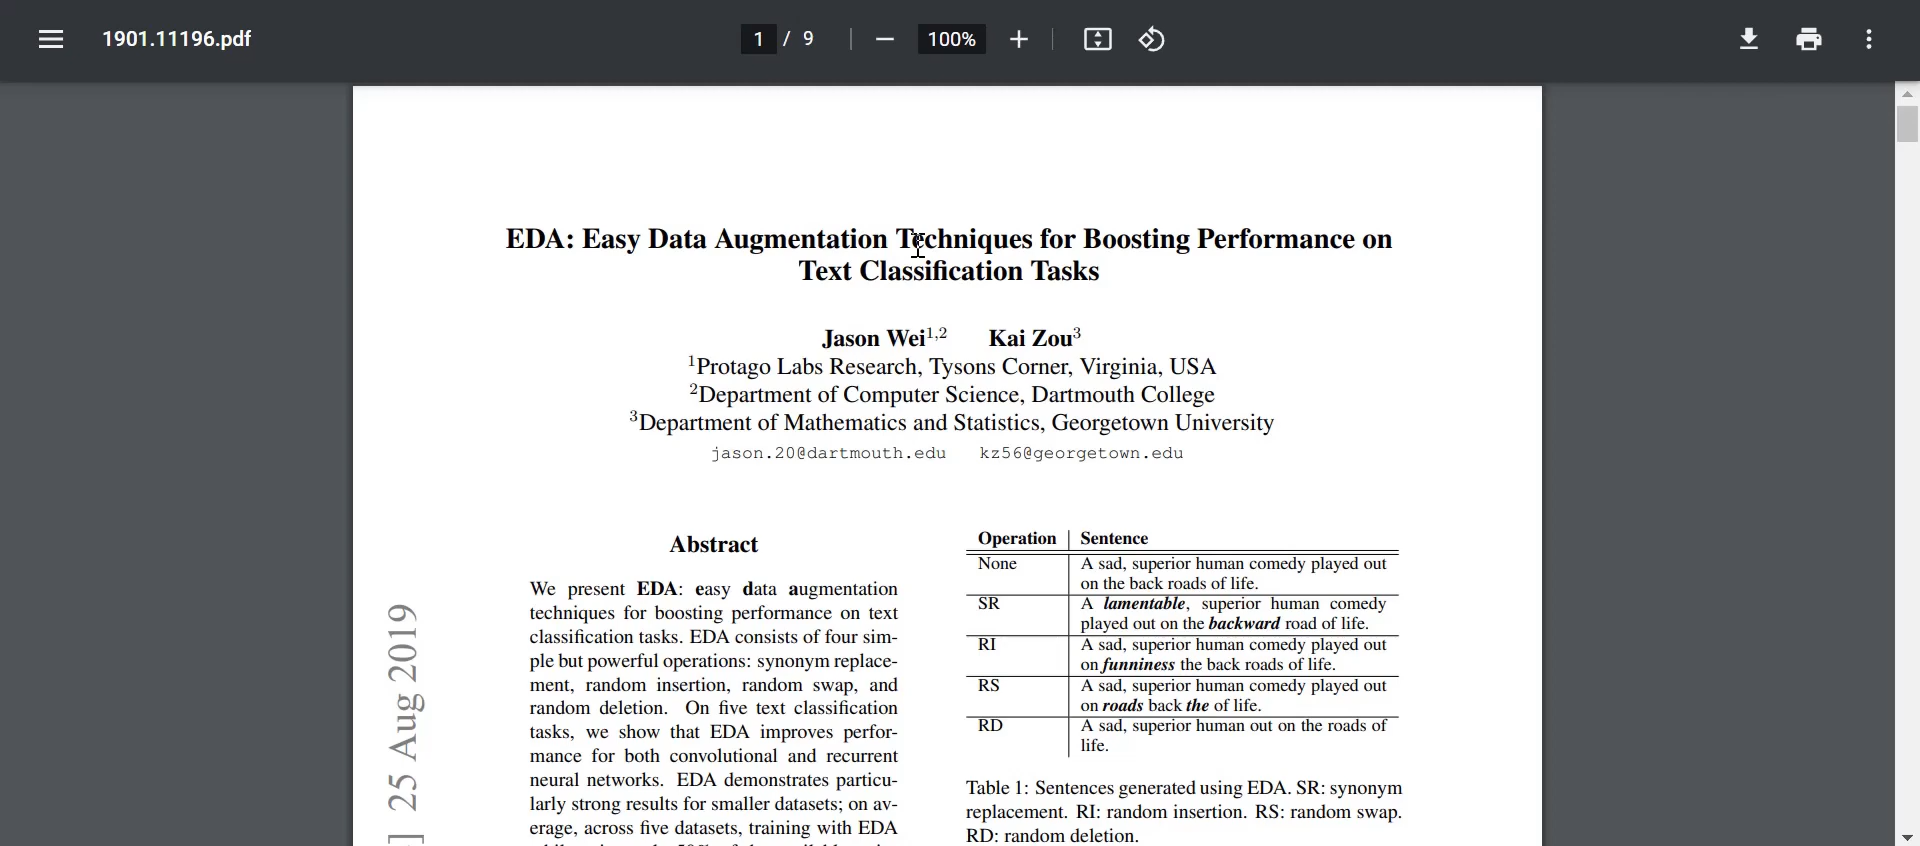 1901.11196.pdf
1 / 9
100%
EDA: Easy Data Augmentation Techniques for Boosting Performance on
Text Classification Tasks
Jason Wei1,2 Kai Zou3
1Protago Labs Research, Tysons Corner, Virginia, USA
2Department of Computer Science, Dartmouth College
3Department of Mathematics and Statistics, Georgetown University
jason.20@dartmouth.edu kz56@georgetown.edu
] 25 Aug 2019
Abstract
We present EDA: easy data augmentation
techniques for boosting performance on text
classification tasks. EDA consists of four sim-
ple but powerful operations: synonym replace-
ment, random insertion, random swap, and
random deletion. On five text classification
tasks, we show that EDA improves perfor-
mance for both convolutional and recurrent
neural networks. EDA demonstrates particu-
larly strong results for smaller datasets; on av-
erage, across five datasets, training with EDA
Operation Sentence
None A sad, superior human comedy played out
on the back roads of life.
SR A lamentable, superior human comedy
played out on the backward road of life.
RI A sad, superior human comedy played out
on funniness the back roads of life.
RS A sad, superior human comedy played out
on roads back the of life.
RD A sad, superior human out on the roads of
life.
Table 1: Sentences generated using EDA. SR: synonym
replacement. RI: random insertion. RS: random swap.
RD: random deletion.